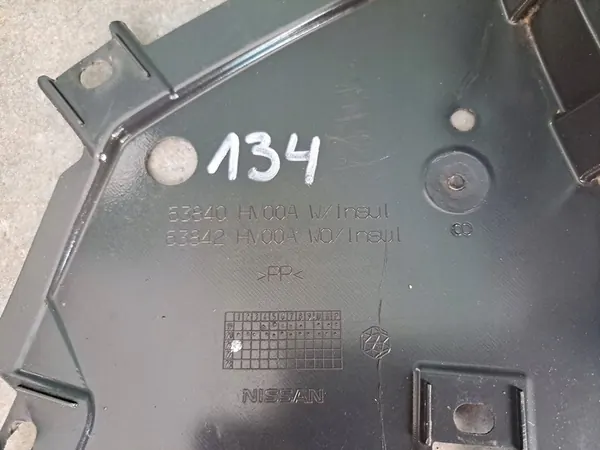 134
63840 HV00A W/Insul
63842 HV00A WO/Insul
>PP<
NISSAN